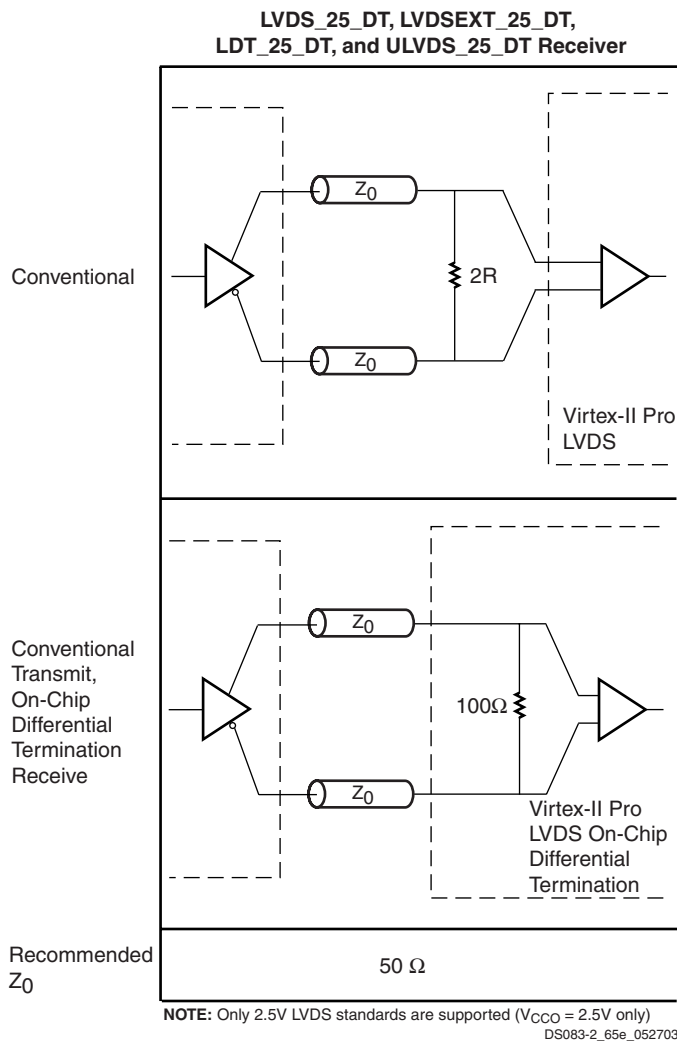 LVDS_25_DT, LVDSEXT_25_DT,
LDT_25_DT, and ULVDS_25_DT Receiver
Conventional
Z0
2R
Z0
Virtex-II Pro
LVDS
Conventional
Transmit,
On-Chip
Differential
Termination
Receive
Z0
100Ω
Z0
Virtex-II Pro
LVDS On-Chip
Differential
Termination
Recommended
Z0
50 Ω
NOTE: Only 2.5V LVDS standards are supported (VCCO = 2.5V only)
DS083-2_65e_052703